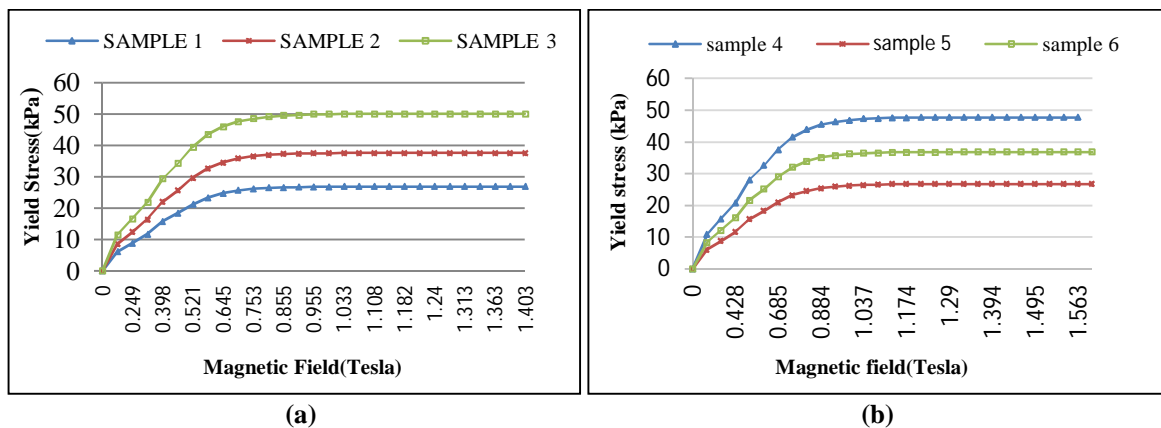 SAMPLE 1 SAMPLE 2 SAMPLE 3
60
50
40
30
20
10
0
Yield Stress(kPa)
0 0.249 0.398 0.521 0.645 0.753 0.855 0.955 1.033 1.108 1.182 1.24 1.313 1.363 1.403
Magnetic Field(Tesla)
(a)
sample 4 sample 5 sample 6
60
50
40
30
20
10
0
Yield stress (kPa)
0 0.428 0.685 0.884 1.037 1.174 1.29 1.394 1.495 1.563
Magnetic field(Tesla)
(b)